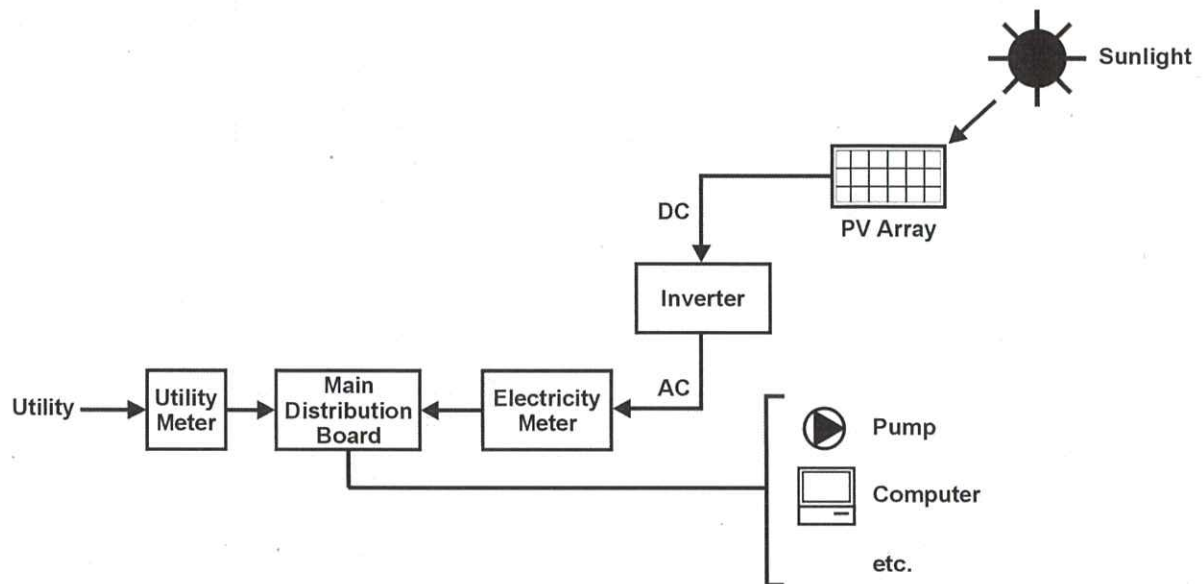 Sunlight
PV Array
DC
Inverter
AC
Utility
Utility
Meter
Main
Distribution
Board
Electricity
Meter
Pump
Computer
etc.